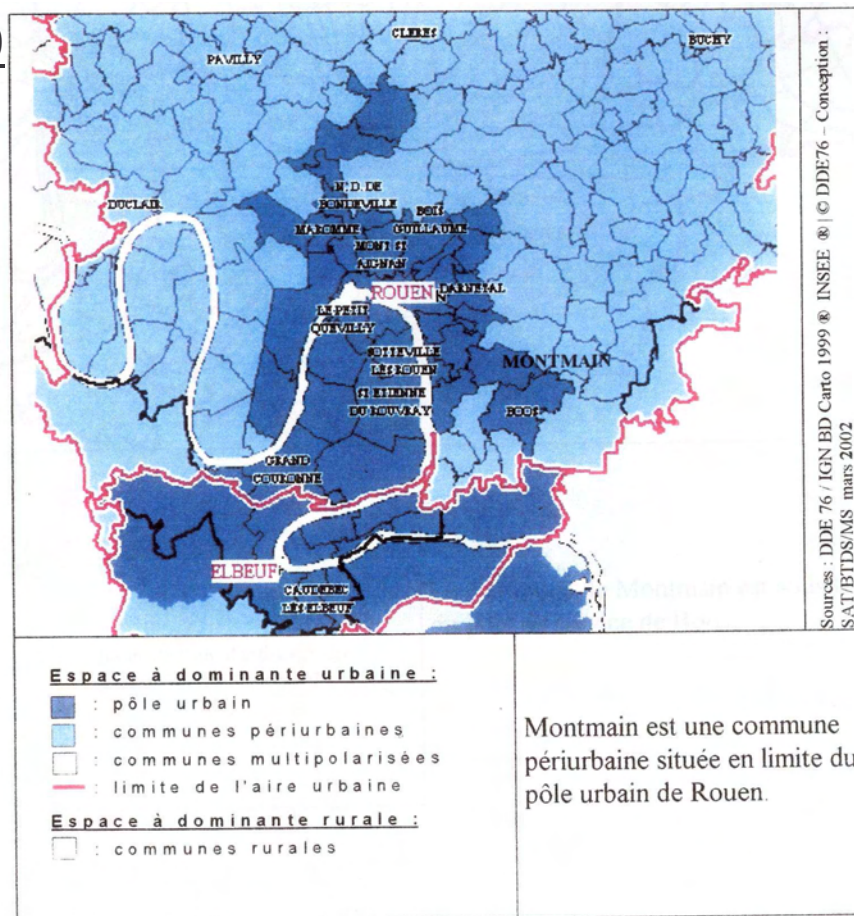 CLERES
BUCHY
PAVILLY
DUCLAIR
N. D. DE
BONDEVILLE
BOIS
GUILLAUME
MAROMME
MONT ST
AIGNAN
ROUEN
DARNETAL
LE PETIT
QUEVILLY
SOTTEVILLE
LÈS ROUEN
MONTMAIN
ST ETIENNE
DU ROUVRAY
BOOS
GRAND
COURONNE
ELBEUF
CAUDEBEC
LÈS ELBEUF
Sources : DDE 76 / IGN BD Carto 1999 ® INSEE ® | © DDE76 – Conception :
SAT/BTDS/MS mars 2002
Espace à dominante urbaine :
: pôle urbain
: communes périurbaines
: communes multipolarisées
: limite de l'aire urbaine
Espace à dominante rurale :
: communes rurales
Montmain est une commune
périurbaine située en limite du
pôle urbain de Rouen.